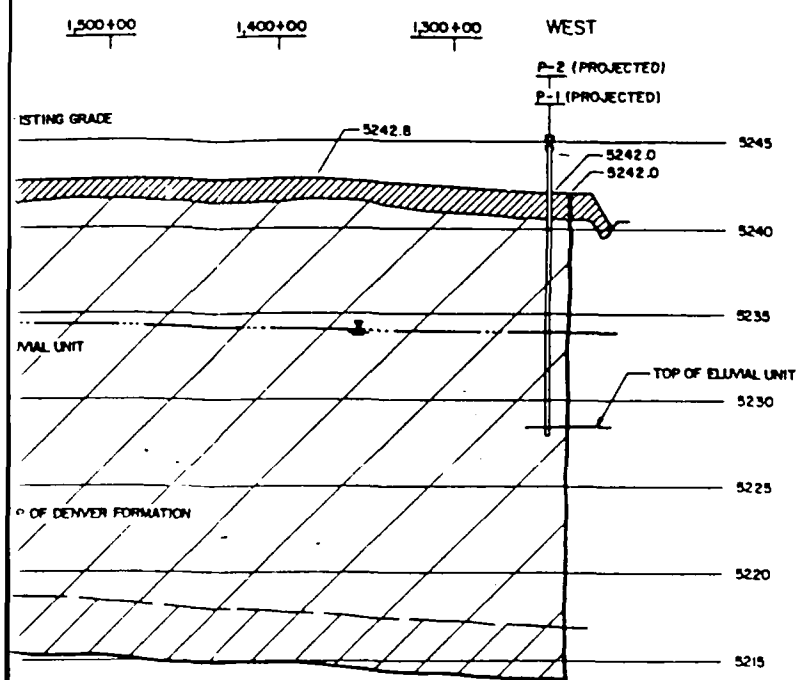 1,500+00 1,400+00 1,300+00 WEST
P-2 (PROJECTED)
P-1 (PROJECTED)
ISTING GRADE
5242.8
5245
5242.0
5242.0
5240
5235
UVIAL UNIT
TOP OF ELUVIAL UNIT
5230
5225
OF DENVER FORMATION
5220
5215